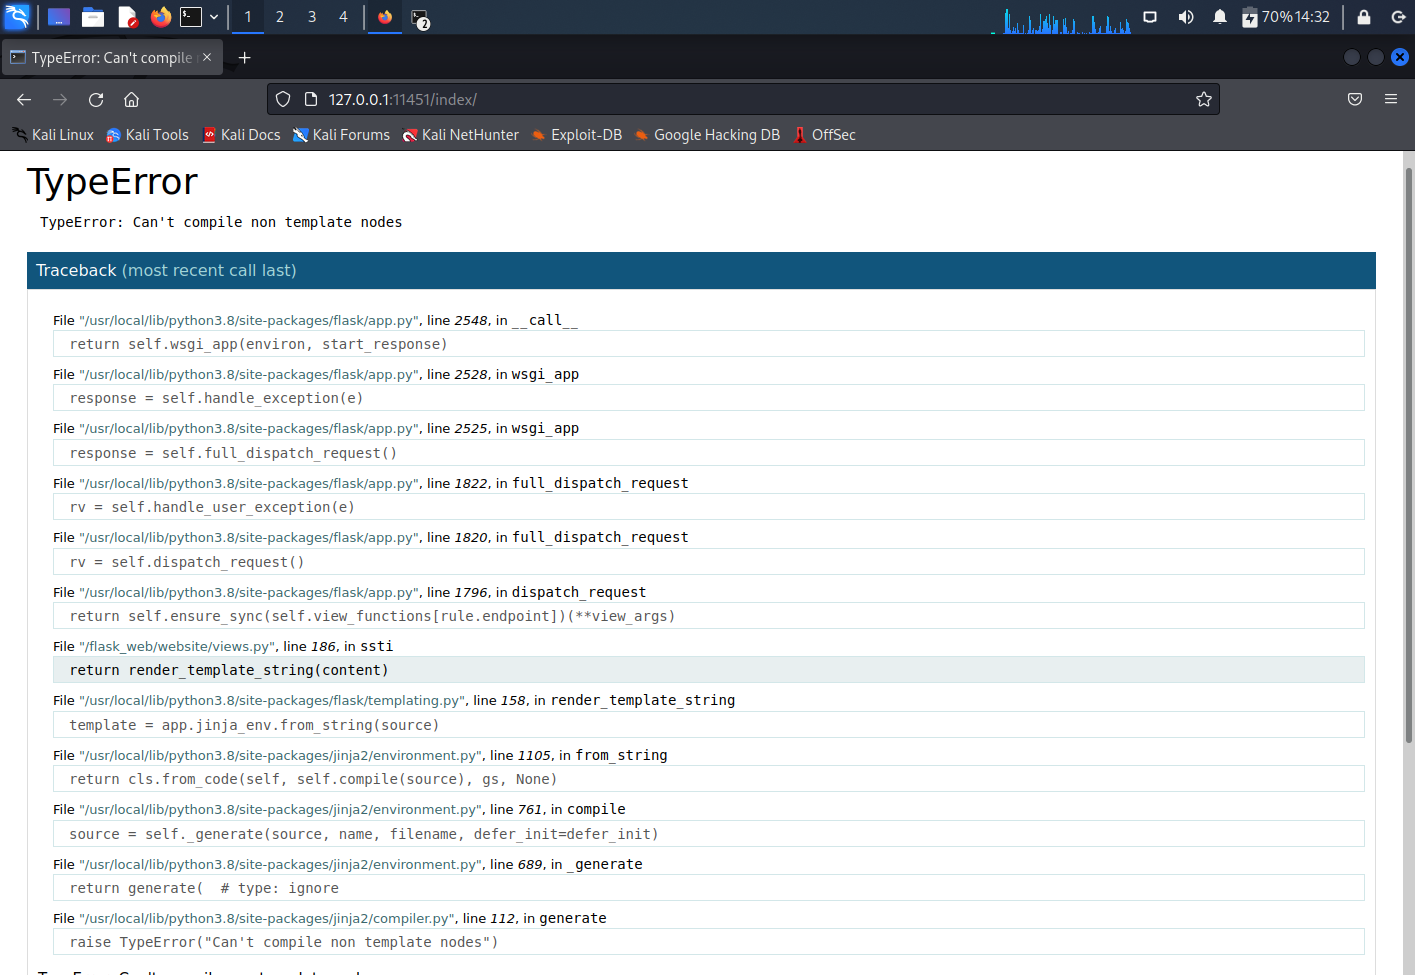 1 2 3 4 2 70% 14:32
TypeError: Can't compile
127.0.0.1:11451/index/
Kali Linux Kali Tools Kali Docs Kali Forums Kali NetHunter Exploit-DB Google Hacking DB OffSec
TypeError
TypeError: Can't compile non template nodes
Traceback (most recent call last)
File "/usr/local/lib/python3.8/site-packages/flask/app.py", line 2548, in __call__
return self.wsgi_app(environ, start_response)
File "/usr/local/lib/python3.8/site-packages/flask/app.py", line 2528, in wsgi_app
response = self.handle_exception(e)
File "/usr/local/lib/python3.8/site-packages/flask/app.py", line 2525, in wsgi_app
response = self.full_dispatch_request()
File "/usr/local/lib/python3.8/site-packages/flask/app.py", line 1822, in full_dispatch_request
rv = self.handle_user_exception(e)
File "/usr/local/lib/python3.8/site-packages/flask/app.py", line 1820, in full_dispatch_request
rv = self.dispatch_request()
File "/usr/local/lib/python3.8/site-packages/flask/app.py", line 1796, in dispatch_request
return self.ensure_sync(self.view_functions[rule.endpoint])(**view_args)
File "/flask_web/website/views.py", line 186, in ssti
return render_template_string(content)
File "/usr/local/lib/python3.8/site-packages/flask/templating.py", line 158, in render_template_string
template = app.jinja_env.from_string(source)
File "/usr/local/lib/python3.8/site-packages/jinja2/environment.py", line 1105, in from_string
return cls.from_code(self, self.compile(source), gs, None)
File "/usr/local/lib/python3.8/site-packages/jinja2/environment.py", line 761, in compile
source = self._generate(source, name, filename, defer_init=defer_init)
File "/usr/local/lib/python3.8/site-packages/jinja2/environment.py", line 689, in _generate
return generate(  # type: ignore
File "/usr/local/lib/python3.8/site-packages/jinja2/compiler.py", line 112, in generate
raise TypeError("Can't compile non template nodes")